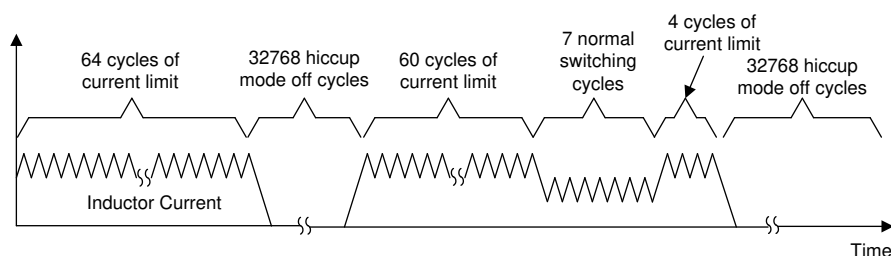 64 cycles of
current limit
32768 hiccup
mode off cycles
60 cycles of
current limit
7 normal
switching
cycles
4 cycles of
current limit
32768 hiccup
mode off cycles
Inductor Current
Time